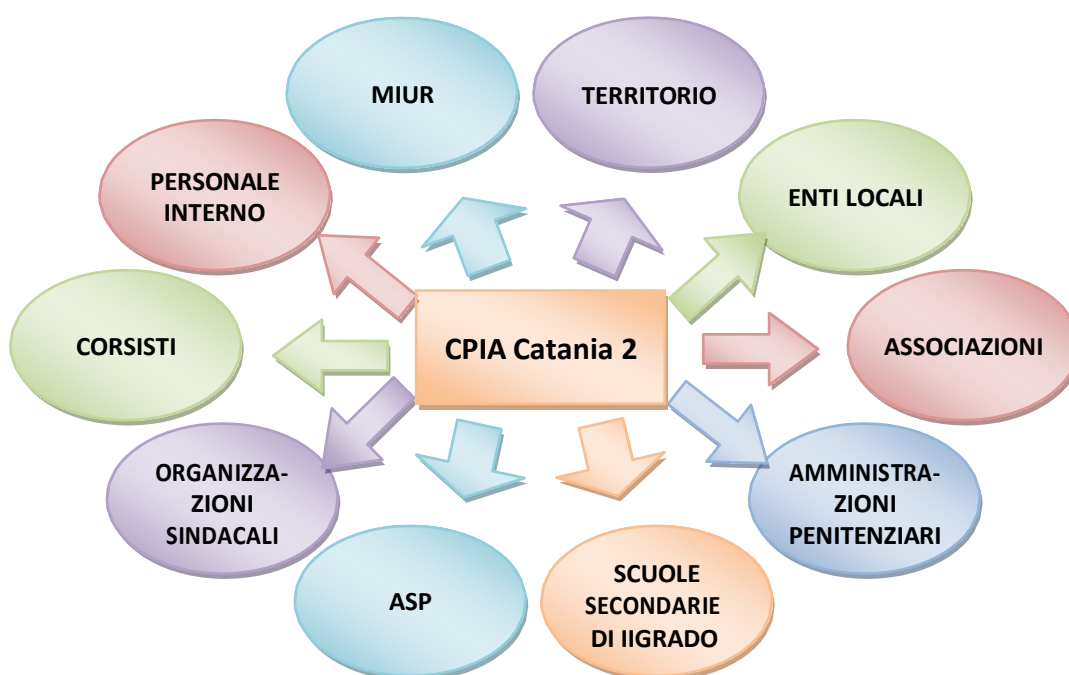 MIUR
TERRITORIO
PERSONALE
INTERNO
ENTI LOCALI
CORSISTI
CPIA Catania 2
ASSOCIAZIONI
ORGANIZZA-
ZIONI
SINDACALI
AMMINISTRA-
ZIONI
PENITENZIARI
ASP
SCUOLE
SECONDARIE
DI IIGRADO